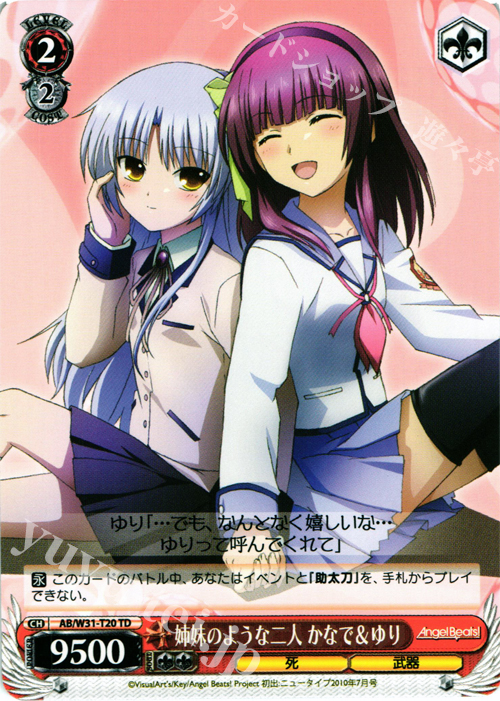 LEVEL
2
2
COST
カードショップ 遊々亭
ゆり「…でも、なんとなく嬉しいな…
ゆりって呼んでくれて」
yuyu-tei.jp
永 このカードのバトル中、あなたはイベントと『助太刀』を、手札からプレイ
できない。
CH AB/W31-T20 TD
姉妹のような二人 かなで&ゆり
Angel Beats!
POWER
9500
SOUL
死
武器
©VisualArt's/Key/Angel Beats! Project 初出:ニュータイプ2010年7月号